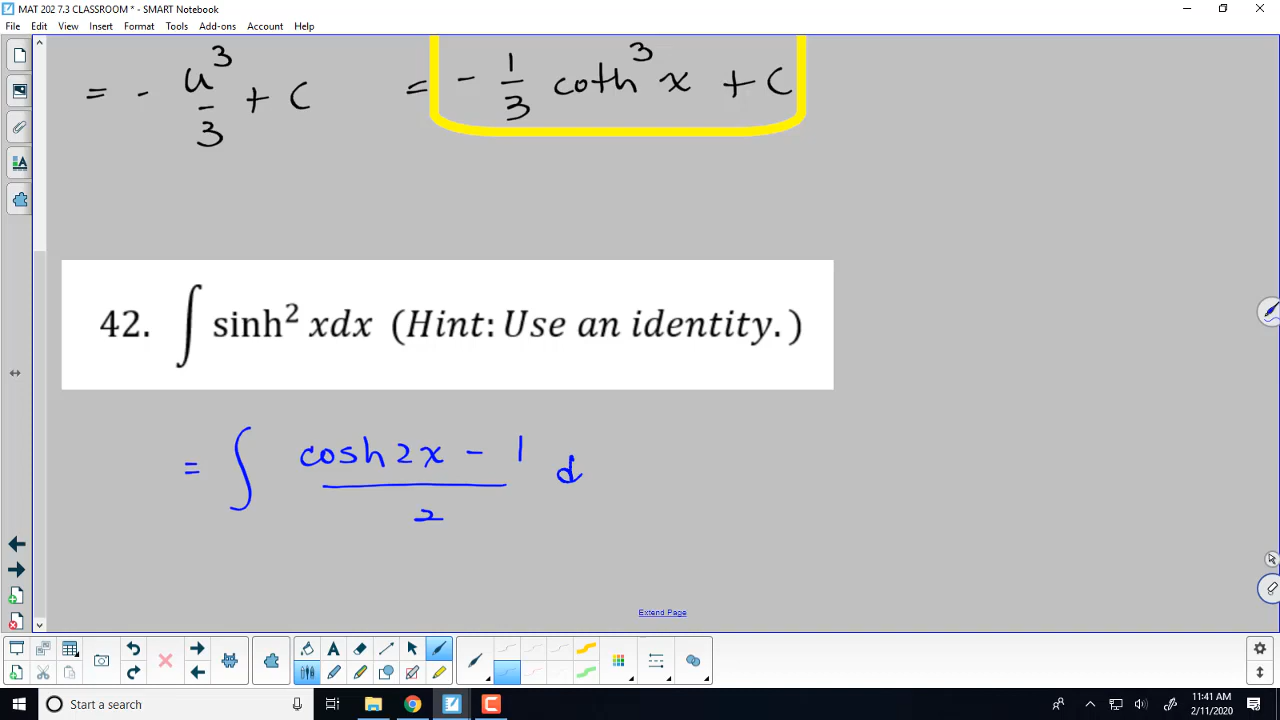 MAT 202 7.3 CLASSROOM * - SMART Notebook
File Edit View Insert Format Tools Add-ons Account Help
= - u³/3 + C = - 1/3 coth³ x + C
42. ∫ sinh² xdx (Hint: Use an identity.)
= ∫ (cosh2x - 1)/2 d
Extend Page
Start a search
11:41 AM
2/11/2020